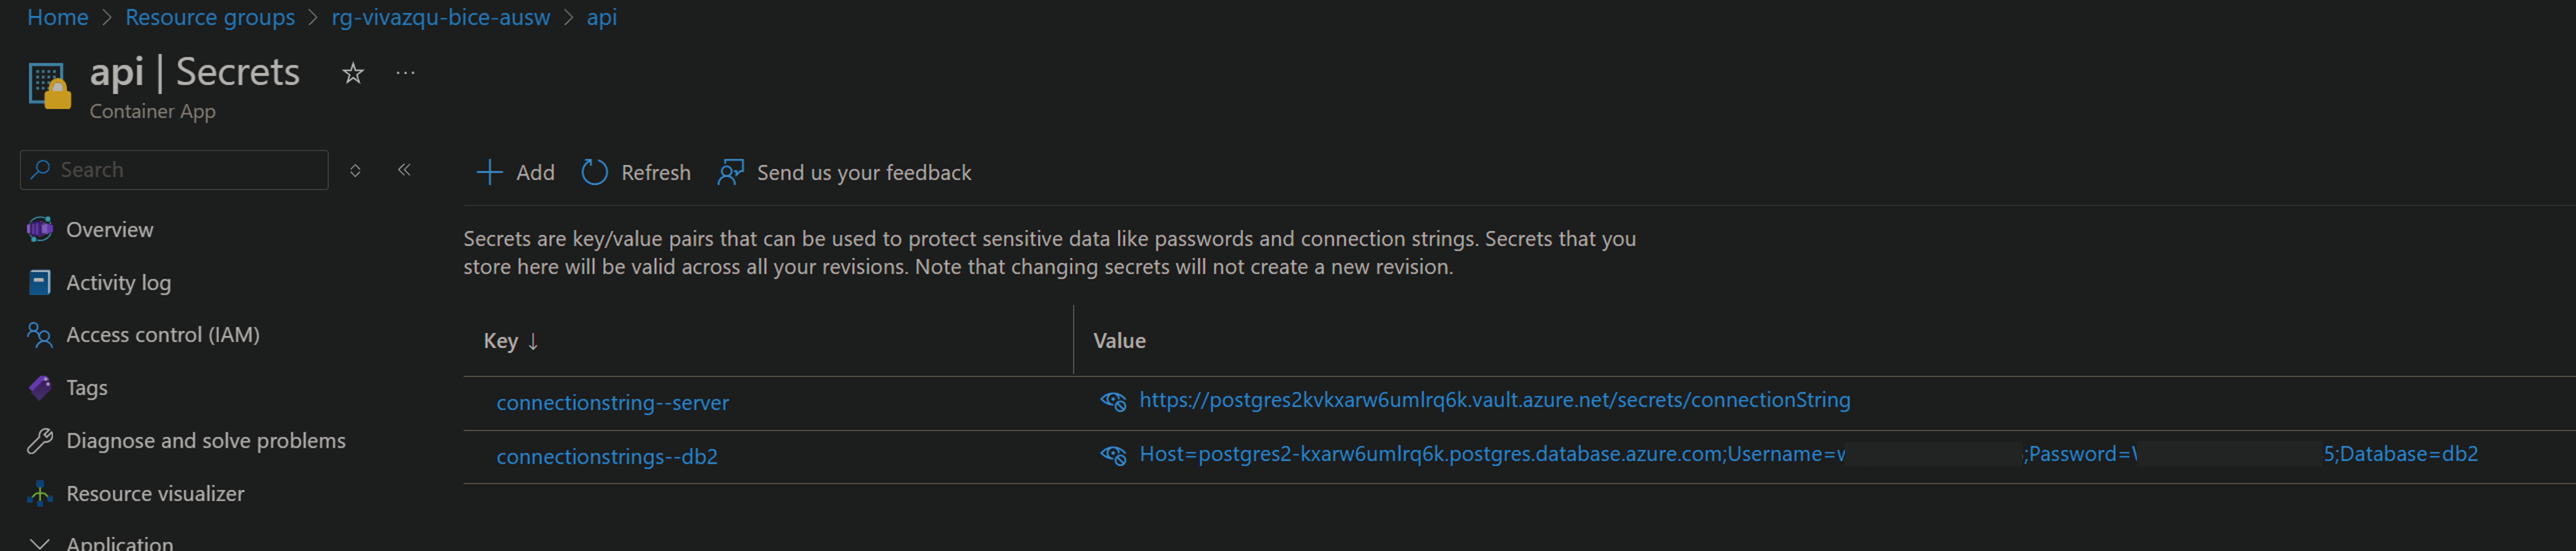 Home > Resource groups > rg-vivazqu-bice-ausw > api
api | Secrets ☆ ···
Container App
Search
Overview
Activity log
Access control (IAM)
Tags
Diagnose and solve problems
Resource visualizer
Application
Add Refresh Send us your feedback
Secrets are key/value pairs that can be used to protect sensitive data like passwords and connection strings. Secrets that you
store here will be valid across all your revisions. Note that changing secrets will not create a new revision.
Key ↓ Value
connectionstring--server https://postgres2kvkxarw6umlrq6k.vault.azure.net/secrets/connectionString
connectionstrings--db2 Host=postgres2-kxarw6umlrq6k.postgres.database.azure.com;Username= ;Password= 5;Database=db2